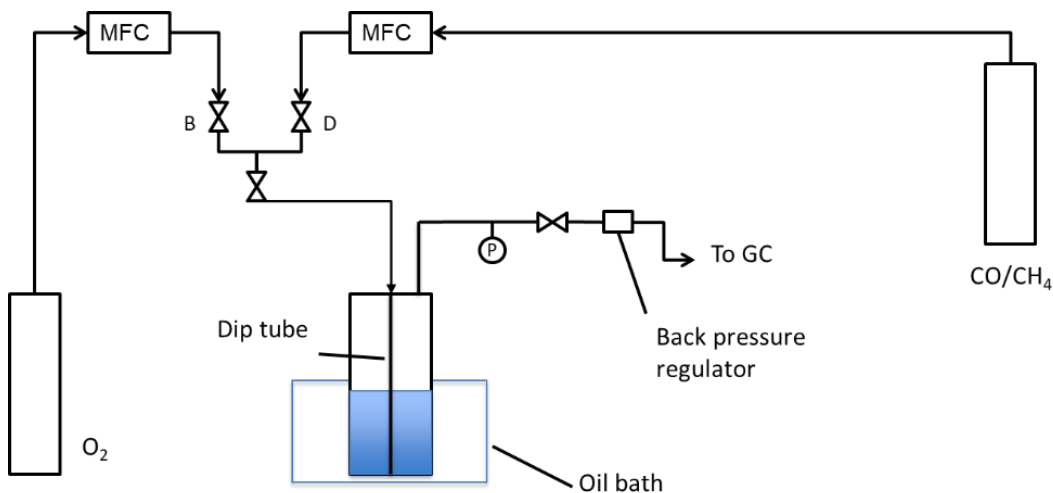 MFC
MFC
B
D
P
To GC
CO/CH₄
Dip tube
Back pressure
regulator
O₂
Oil bath